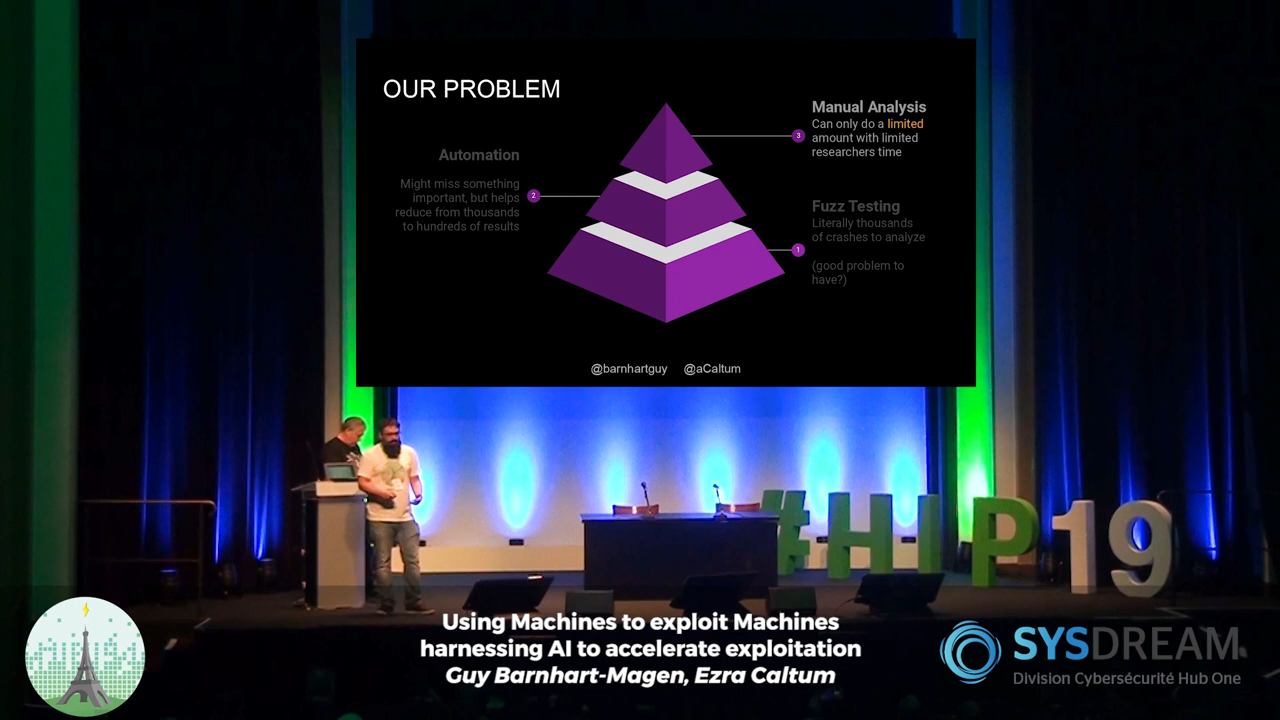 OUR PROBLEM
Manual Analysis
Can only do a limited
amount with limited
researchers time
3
Automation
Might miss something
important, but helps
reduce from thousands
to hundreds of results
2
Fuzz Testing
Literally thousands
of crashes to analyze
(good problem to
have?)
1
@barnhartguy @aCaltum
#HIP19
Using Machines to exploit Machines
harnessing AI to accelerate exploitation
Guy Barnhart-Magen, Ezra Caltum
SYSDREAM
Division Cybersécurité Hub One